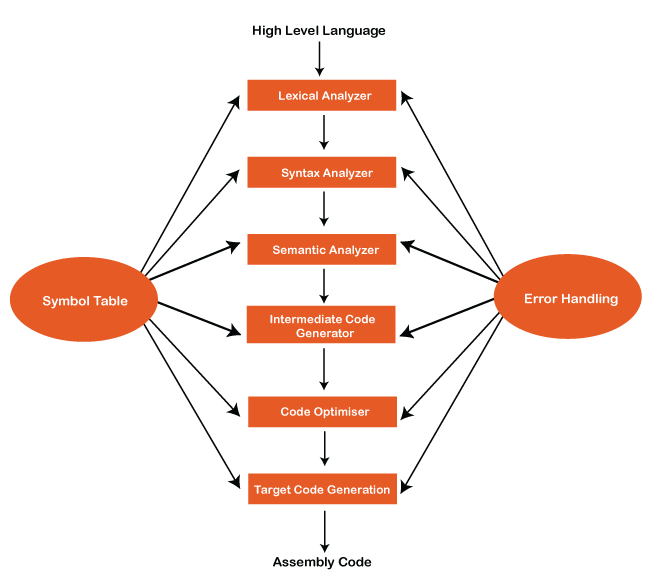 High Level Language
Lexical Analyzer
Syntax Analyzer
Semantic Analyzer
Symbol Table
Error Handling
Intermediate Code
Generator
Code Optimiser
Target Code Generation
Assembly Code